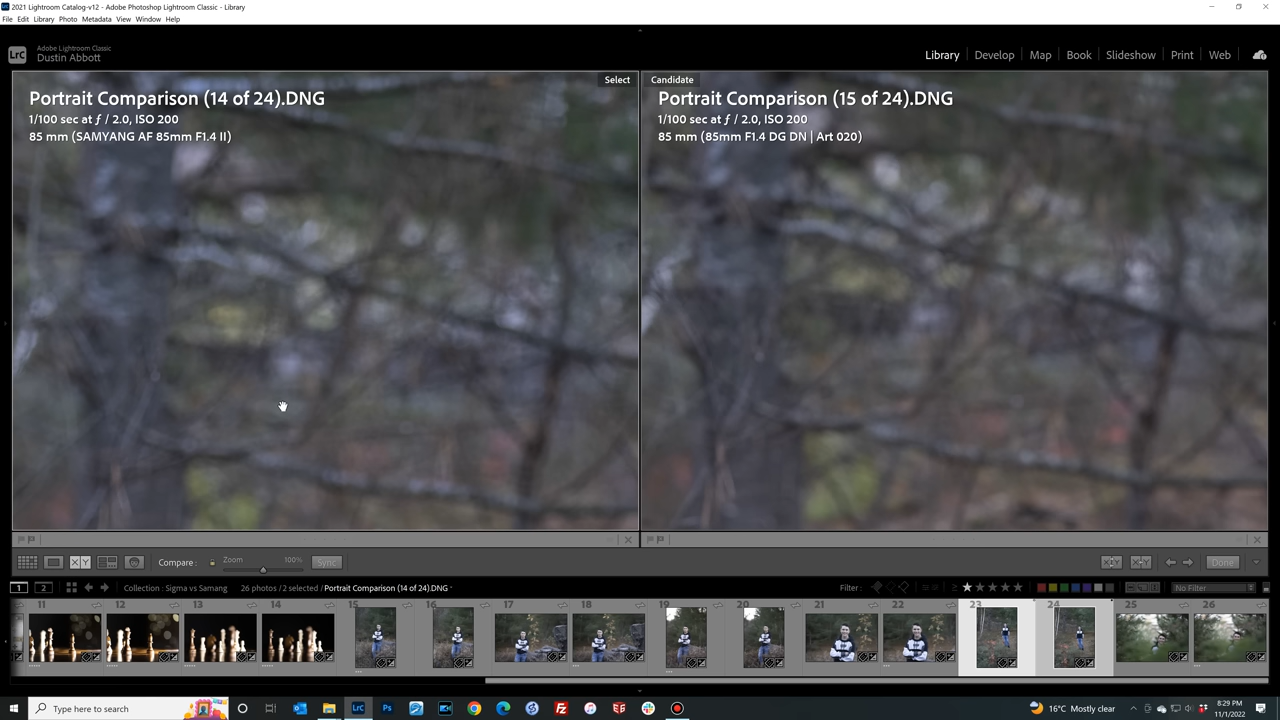 2021 Lightroom Catalog-v12 - Adobe Photoshop Lightroom Classic - Library
File Edit Library Photo Metadata View Window Help
LrC
Adobe Lightroom Classic
Dustin Abbott
Library | Develop | Map | Book | Slideshow | Print | Web
Select
Candidate
Portrait Comparison (14 of 24).DNG
1/100 sec at ƒ / 2.0, ISO 200
85 mm (SAMYANG AF 85mm F1.4 II)
Portrait Comparison (15 of 24).DNG
1/100 sec at ƒ / 2.0, ISO 200
85 mm (85mm F1.4 DG DN | Art 020)
X Y
Compare :
Zoom
100%
Sync
Done
1 2
Collection : Sigma vs Samang
26 photos / 2 selected / Portrait Comparison (14 of 24).DNG
Filter :
No Filter
11 12 13 14 15 16 17 18 19 20 21 22 23 24 25 26
Type here to search
LrC
Ps
16°C Mostly clear
8:29 PM
11/1/2022